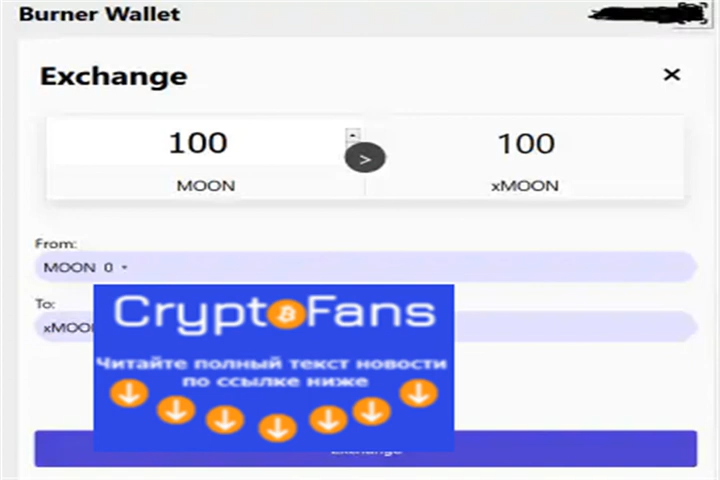 Burner Wallet
Exchange
×
100
100
>
MOON
xMOON
From:
MOON 0
To:
CryptoFans
Читайте полный текст новости
по ссылке ниже